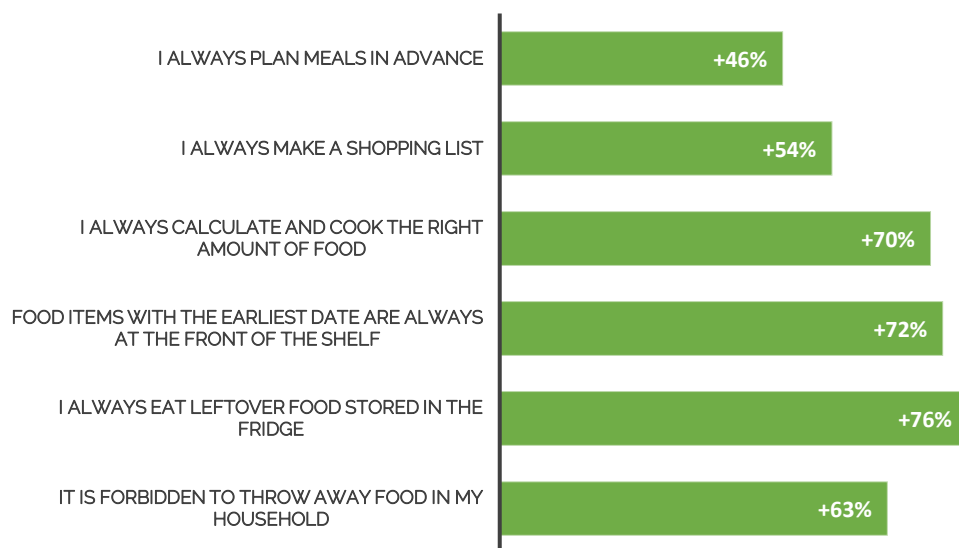 I ALWAYS PLAN MEALS IN ADVANCE
+46%
I ALWAYS MAKE A SHOPPING LIST
+54%
I ALWAYS CALCULATE AND COOK THE RIGHT
AMOUNT OF FOOD
+70%
FOOD ITEMS WITH THE EARLIEST DATE ARE ALWAYS
AT THE FRONT OF THE SHELF
+72%
I ALWAYS EAT LEFTOVER FOOD STORED IN THE
FRIDGE
+76%
IT IS FORBIDDEN TO THROW AWAY FOOD IN MY
HOUSEHOLD
+63%